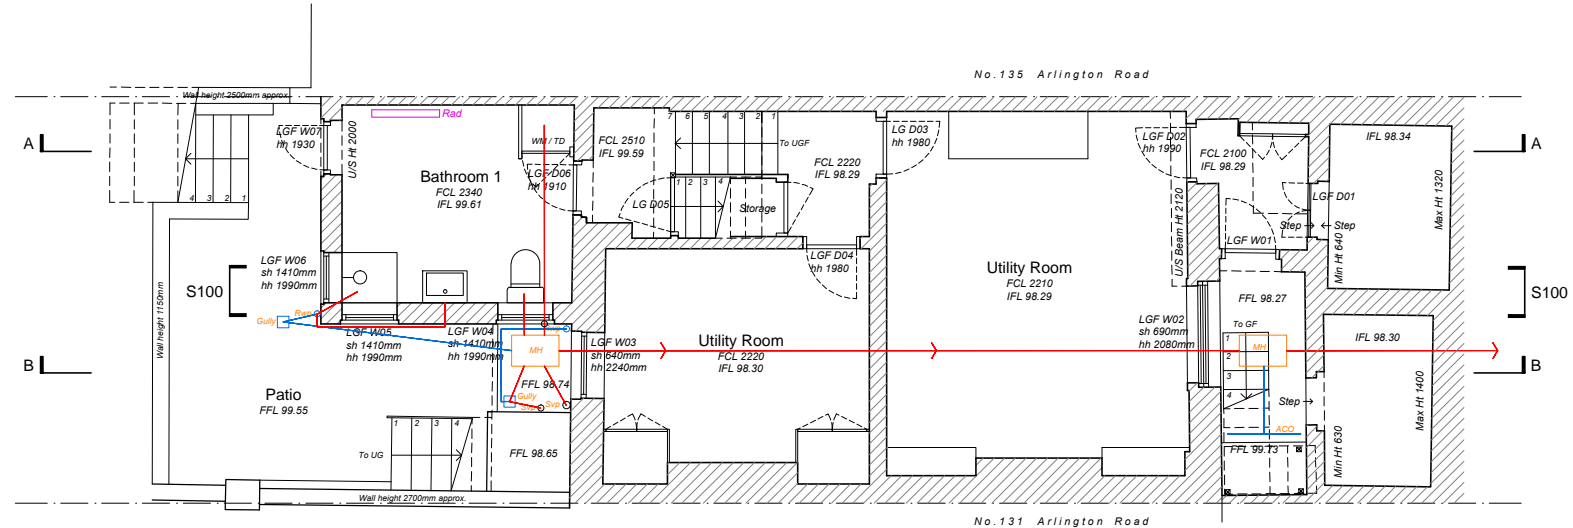 No.135 Arlington Road
Wall height 2500mm approx.
A
A
LGF W07
hh 1930
U/S Ht 2000
Rad
WM / TD
Bathroom 1
FCL 2340
IFL 99.61
LGF D06
hh 1910
FCL 2510
IFL 99.59
7 6 5 4 3 2 1
To UGF
FCL 2220
IFL 98.29
LG D03
hh 1980
LGF D02
hh 1990
FCL 2100
IFL 98.29
IFL 98.34
Max Ht 1320
LGF D01
Step
Step
Min Ht 640
LGF W01
4 3 2 1
LG D05
1 2 3 4
Storage
LGF D04
hh 1980
U/S Beam Ht 2120
Utility Room
FCL 2210
IFL 98.29
LGF W06
sh 1410mm
hh 1990mm
S100
S100
Wall height 1150mm
Rwp
Gully
LGF W05
sh 1410mm
hh 1990mm
LGF W04
sh 1410mm
hh 1990mm
MH
LGF W03
sh 640mm
hh 2240mm
Utility Room
FCL 2220
IFL 98.30
LGF W02
sh 690mm
hh 2080mm
FFL 98.27
To GF
1
2
3
4
MH
IFL 98.30
B
B
Patio
FFL 99.55
FFL 98.74
Gully
Svp
Svp
Step
Max Ht 1400
Min Ht 630
ACO
FFL 99.73
1 2 3 4
To UG
FFL 98.65
Wall height 2700mm approx.
No.131 Arlington Road